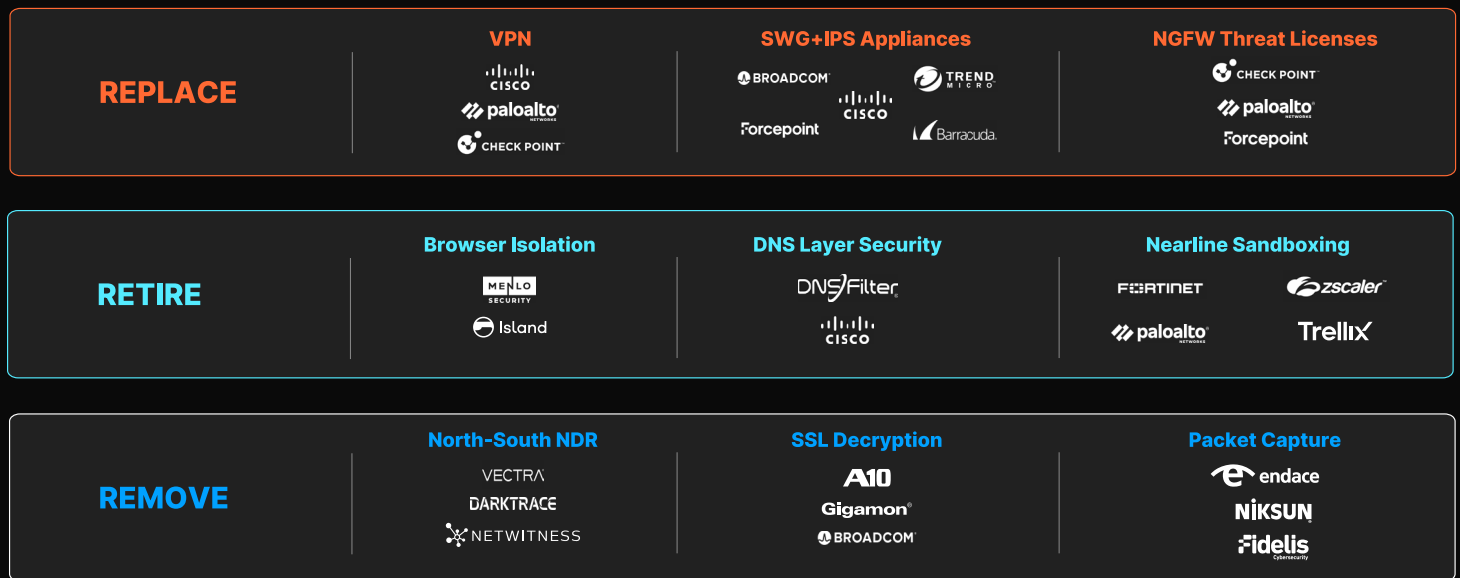 REPLACE
VPN
CISCO
paloalto
NETWORKS
CHECK POINT
SWG+IPS Appliances
BROADCOM
TREND
MICRO
CISCO
Forcepoint
Barracuda.
NGFW Threat Licenses
CHECK POINT
paloalto
NETWORKS
Forcepoint
RETIRE
Browser Isolation
MENLO
SECURITY
Island
DNS Layer Security
DNSFilter
CISCO
Nearline Sandboxing
FORTINET
zscaler
paloalto
NETWORKS
Trellix
REMOVE
North-South NDR
VECTRA
DARKTRACE
NETWITNESS
SSL Decryption
A10
Gigamon®
BROADCOM
Packet Capture
endace
NIKSUN
Fidelis
Cybersecurity